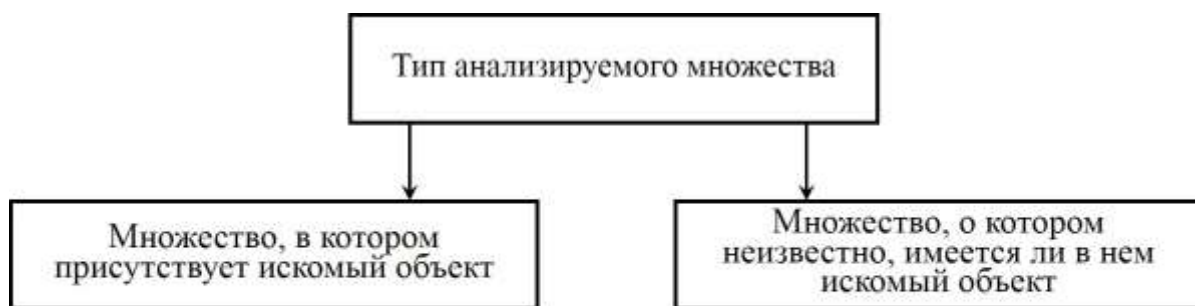 Тип анализируемого множества
Множество, в котором
присутствует искомый объект
Множество, о котором
неизвестно, имеется ли в нем
искомый объект